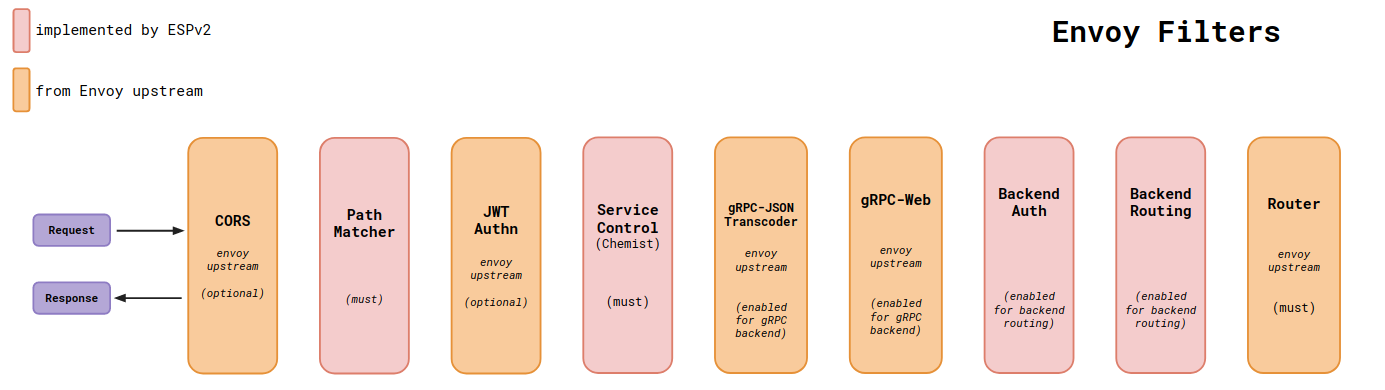 implemented by ESPv2
Envoy Filters
from Envoy upstream
Request
Response
CORS
envoy
upstream
(optional)
Path
Matcher
(must)
JWT
Authn
envoy
upstream
(optional)
Service
Control
(Chemist)
(must)
gRPC-JSON
Transcoder
envoy
upstream
(enabled
for gRPC
backend)
gRPC-Web
envoy
upstream
(enabled
for gRPC
backend)
Backend
Auth
(enabled
for backend
routing)
Backend
Routing
(enabled
for backend
routing)
Router
envoy
upstream
(must)